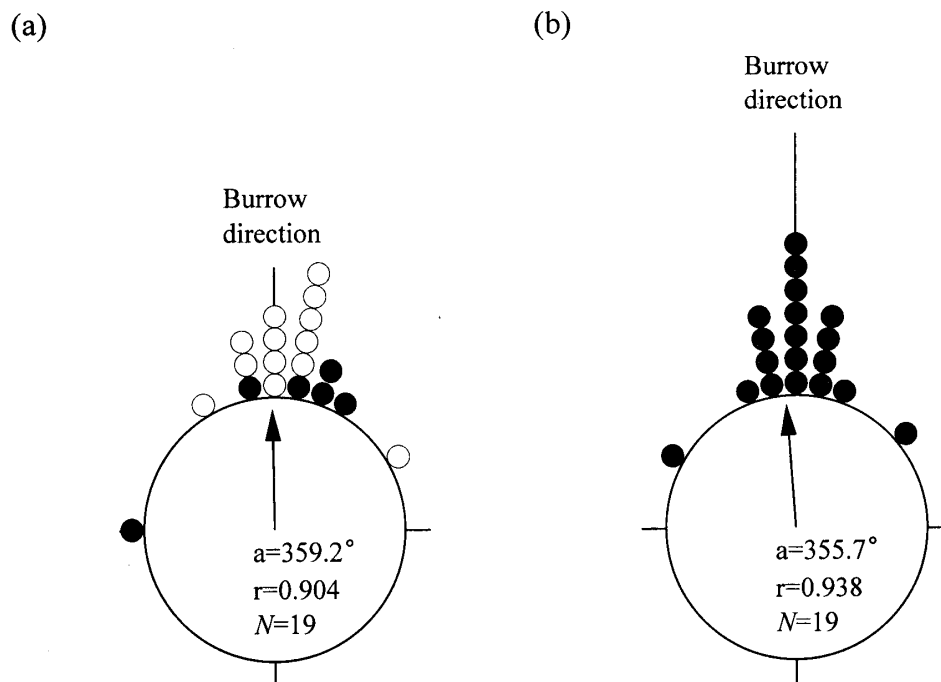 (a)
Burrow
direction
a=359.2°
r=0.904
N=19
(b)
Burrow
direction
a=355.7°
r=0.938
N=19